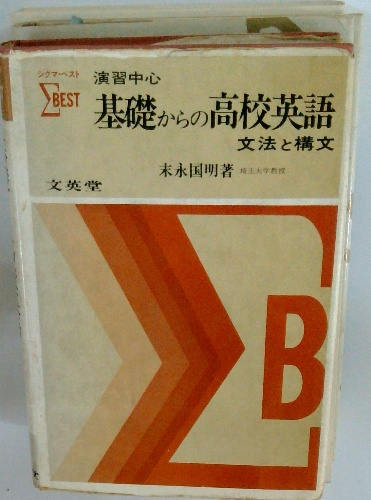 シグマ・ベスト
ΣBEST
演習中心
基礎からの高校英語
文法と構文
末永国明著 埼玉大学教授
文英堂
ΣB